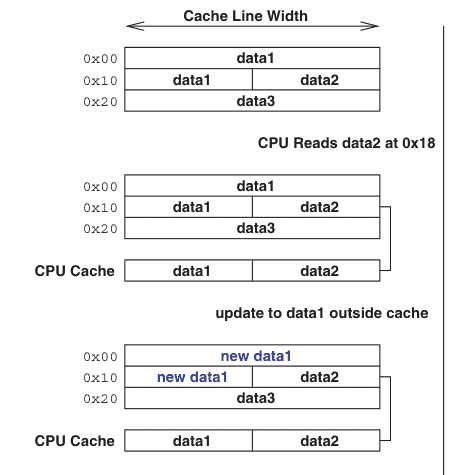 Cache Line Width
0x00 data1
0x10 data1 data2
0x20 data3
CPU Reads data2 at 0x18
0x00 data1
0x10 data1 data2
0x20 data3
CPU Cache data1 data2
update to data1 outside cache
0x00 new data1
0x10 new data1 data2
0x20 data3
CPU Cache data1 data2